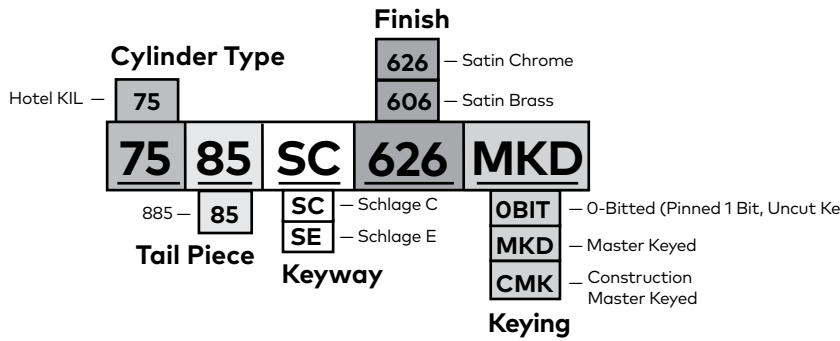 Finish
626 — Satin Chrome
606 — Satin Brass
Cylinder Type
Hotel KIL — 75
75 85 SC 626 MKD
885 — 85
Tail Piece
SC — Schlage C
SE — Schlage E
Keyway
0BIT — 0-Bitted (Pinned 1 Bit, Uncut Ke
MKD — Master Keyed
CMK — Construction
Master Keyed
Keying